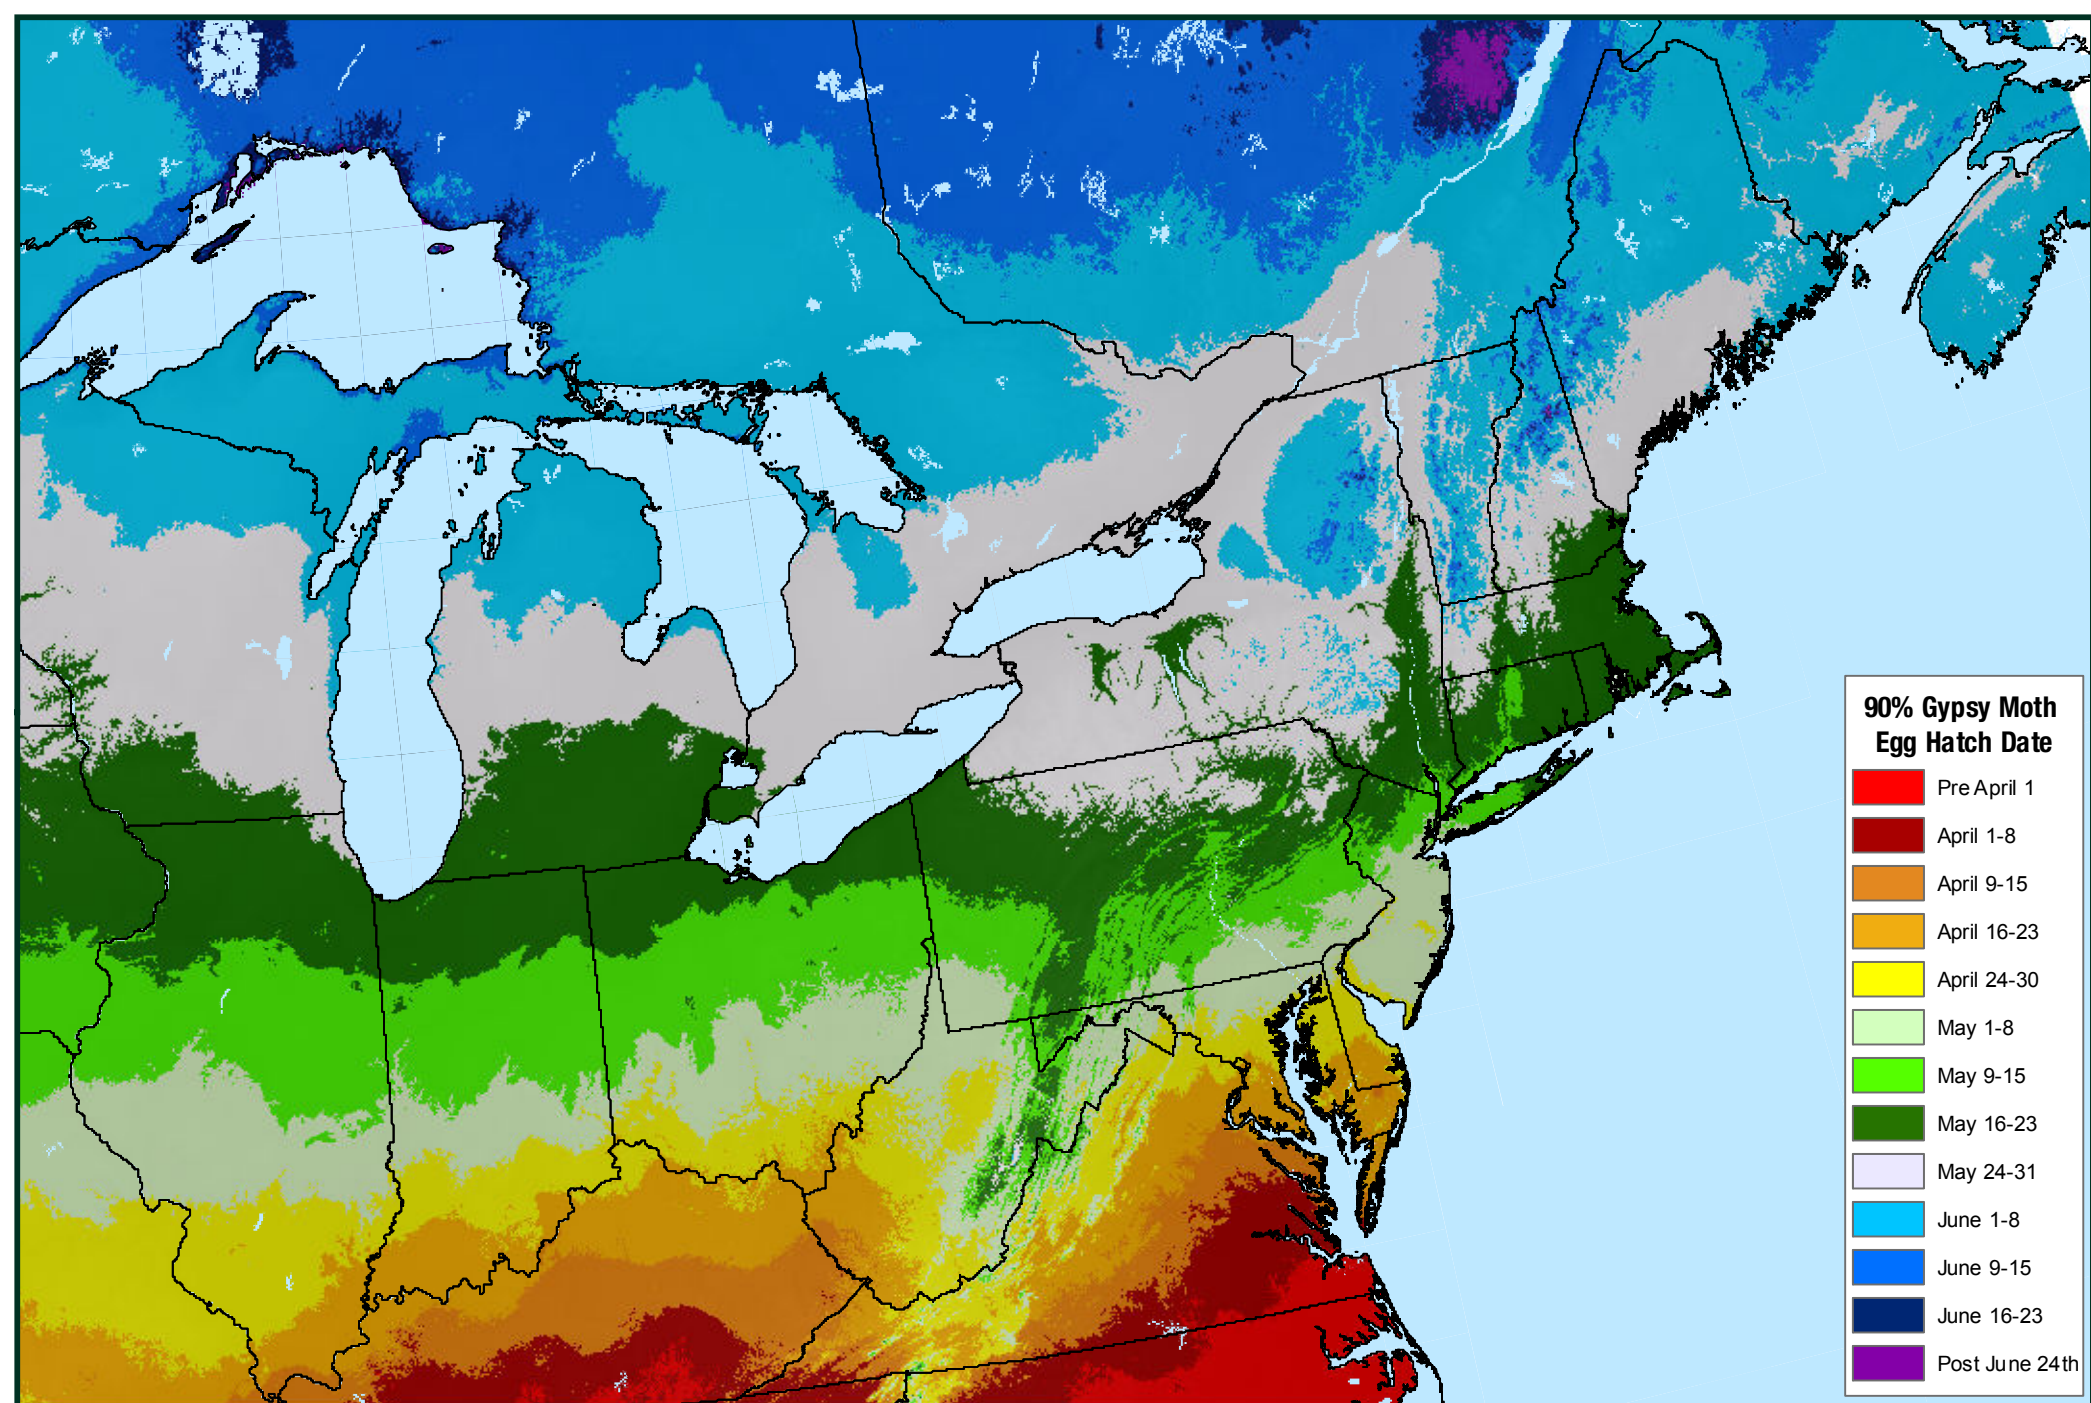 90% Gypsy Moth
Egg Hatch Date
Pre April 1
April 1-8
April 9-15
April 16-23
April 24-30
May 1-8
May 9-15
May 16-23
May 24-31
June 1-8
June 9-15
June 16-23
Post June 24th